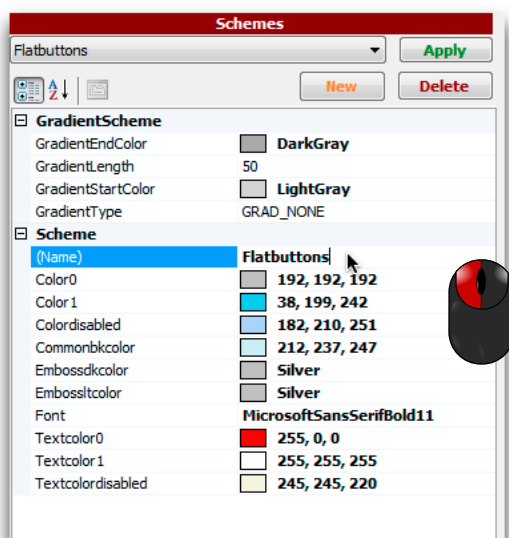 Schemes
Flatbuttons Apply
A Z New Delete
GradientScheme
GradientEndColor DarkGray
GradientLength 50
GradientStartColor LightGray
GradientType GRAD_NONE
Scheme
(Name) Flatbuttons
Color0 192, 192, 192
Color1 38, 199, 242
Colordisabled 182, 210, 251
Commonbkcolor 212, 237, 247
Embossdkcolor Silver
Embossltcolor Silver
Font MicrosoftSansSerifBold11
Textcolor0 255, 0, 0
Textcolor1 255, 255, 255
Textcolordisabled 245, 245, 220